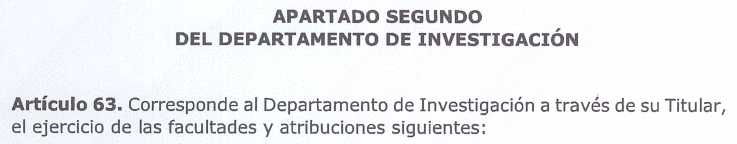 APARTADO SEGUNDO
DEL DEPARTAMENTO DE INVESTIGACIÓN
Artículo 63. Corresponde al Departamento de Investigación a través de su Titular,
el ejercicio de las facultades y atribuciones siguientes: